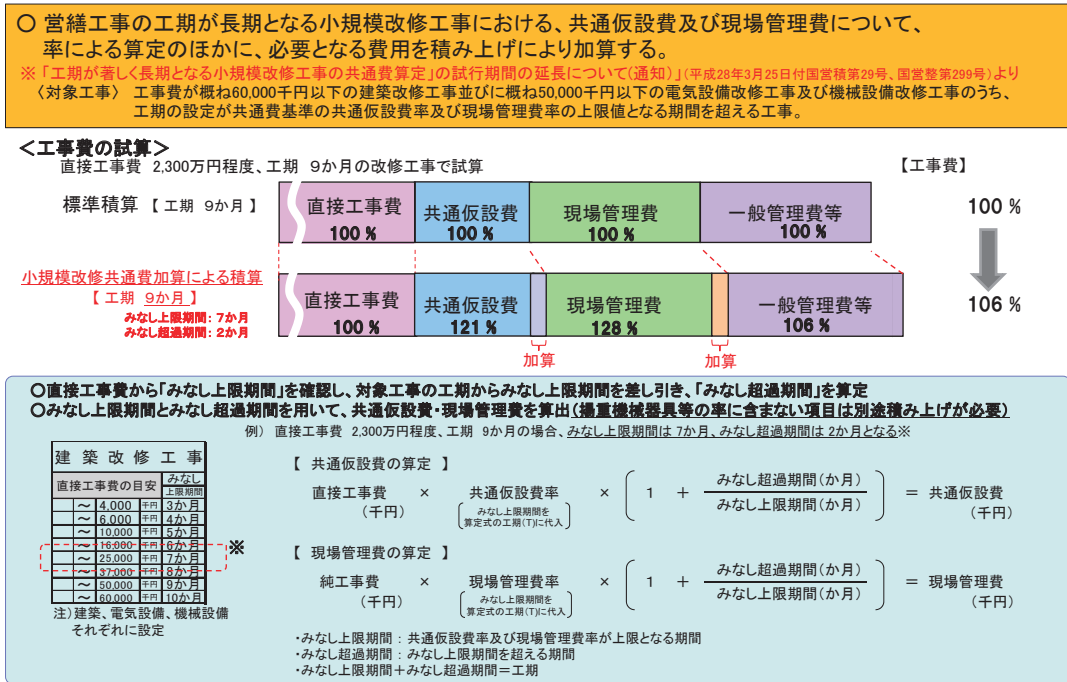 〇 営繕工事の工期が長期となる小規模改修工事における、共通仮設費及び現場管理費について、
率による算定のほかに、必要となる費用を積み上げにより加算する。
※「工期が著しく長期となる小規模改修工事の共通費算定」の試行期間の延長について(通知)」(平成28年3月25日付国営積第29号、国営整第299号)より
〈対象工事〉 工事費が概ね60,000千円以下の建築改修工事並びに概ね50,000千円以下の電気設備改修工事及び機械設備改修工事のうち、
工期の設定が共通費基準の共通仮設費率及び現場管理費率の上限値となる期間を超える工事。
＜工事費の試算＞
直接工事費 2,300万円程度、工期 9か月の改修工事で試算
【工事費】
標準積算 【 工期 9か月 】
直接工事費 100 %
共通仮設費 100 %
現場管理費 100 %
一般管理費等 100 %
100 %
小規模改修共通費加算による積算
【 工期 9か月 】
みなし上限期間：7か月
みなし超過期間：2か月
直接工事費 100 %
共通仮設費 121 %
現場管理費 128 %
一般管理費等 106 %
106 %
加算
加算
〇直接工事費から「みなし上限期間」を確認し、対象工事の工期からみなし上限期間を差し引き、「みなし超過期間」を算定
〇みなし上限期間とみなし超過期間を用いて、共通仮設費・現場管理費を算出(揚重機械器具等の率に含まない項目は別途積み上げが必要)
例） 直接工事費 2,300万円程度、工期 9か月の場合、みなし上限期間は 7か月、みなし超過期間は 2か月となる※
建 築 改 修 工 事
直接工事費の目安 みなし上限期間
～ 4,000 千円 3か月
～ 6,000 千円 4か月
～ 10,000 千円 5か月
～ 16,000 千円 6か月
～ 25,000 千円 7か月
～ 37,000 千円 8か月
～ 50,000 千円 9か月
～ 60,000 千円 10か月
※
注）建築、電気設備、機械設備
それぞれに設定
【 共通仮設費の算定 】
直接工事費 (千円) × 共通仮設費率 (みなし上限期間を算定式の工期(T)に代入) × ( 1 + みなし超過期間(か月) / みなし上限期間(か月) ) = 共通仮設費 (千円)
【 現場管理費の算定 】
純工事費 (千円) × 現場管理費率 (みなし上限期間を算定式の工期(T)に代入) × ( 1 + みなし超過期間(か月) / みなし上限期間(か月) ) = 現場管理費 (千円)
・みなし上限期間 ： 共通仮設費率及び現場管理費率が上限となる期間
・みなし超過期間 ： みなし上限期間を超える期間
・みなし上限期間＋みなし超過期間＝工期